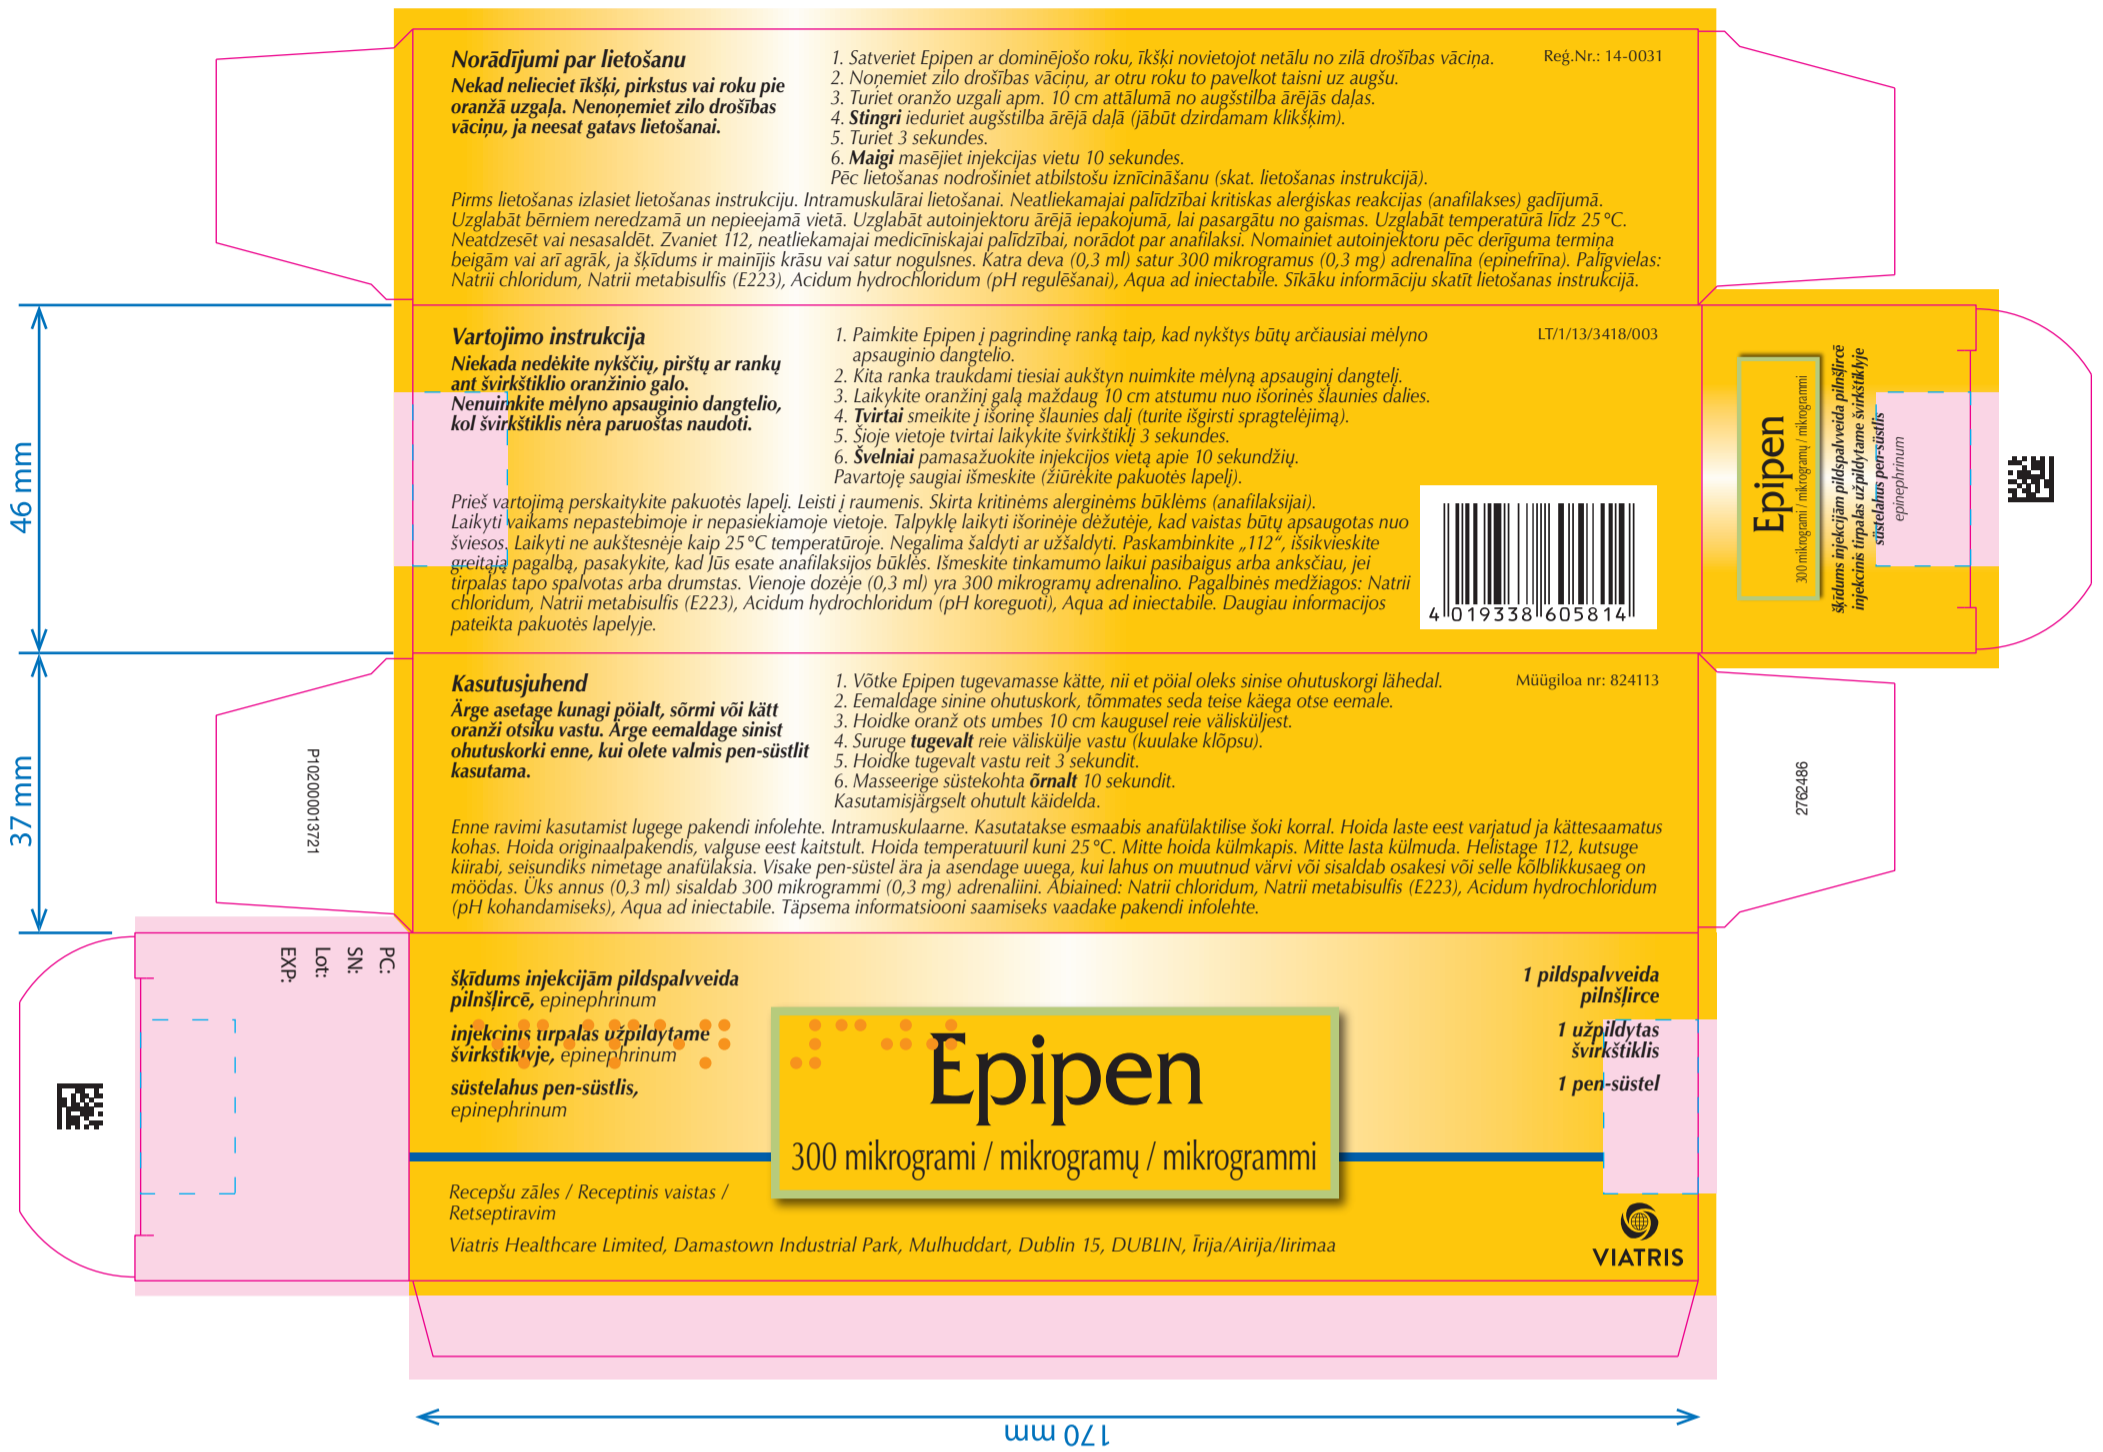 Norādījumi par lietošanu
Nekad nelieciet īkšķi, pirkstus vai roku pie
oranžā uzgaļa. Nenoņemiet zilo drošības
vāciņu, ja neesat gatavs lietošanai.
1. Satveriet Epipen ar dominējošo roku, īkšķi novietojot netālu no zilā drošības vāciņa.
2. Noņemiet zilo drošības vāciņu, ar otru roku to pavelkot taisni uz augšu.
3. Turiet oranžo uzgali apm. 10 cm attālumā no augšstilba ārējās daļas.
4. Stingri ieduriet augšstilba ārējā daļā (jābūt dzirdamam klikšķim).
5. Turiet 3 sekundes.
6. Maigi masējiet injekcijas vietu 10 sekundes.
Pēc lietošanas nodrošiniet atbilstošu iznīcināšanu (skat. lietošanas instrukcijā).
Reģ.Nr.: 14-0031
Pirms lietošanas izlasiet lietošanas instrukciju. Intramuskulārai lietošanai. Neatliekamajai palīdzībai kritiskas alerģiskas reakcijas (anafilakses) gadījumā.
Uzglabāt bērniem neredzamā un nepieejamā vietā. Uzglabāt autoinjektoru ārējā iepakojumā, lai pasargātu no gaismas. Uzglabāt temperatūrā līdz 25 °C.
Neatdzesēt vai nesasaldēt. Zvaniet 112, neatliekamajai medicīniskajai palīdzībai, norādot par anafilaksi. Nomainiet autoinjektoru pēc derīguma termiņa
beigām vai arī agrāk, ja šķīdums ir mainījis krāsu vai satur nogulsnes. Katra deva (0,3 ml) satur 300 mikrogramus (0,3 mg) adrenalīna (epinefrīna). Palīgvielas:
Natrii chloridum, Natrii metabisulfis (E223), Acidum hydrochloridum (pH regulēšanai), Aqua ad iniectabile. Sīkāku informāciju skatīt lietošanas instrukcijā.
Vartojimo instrukcija
Niekada nedėkite nykščių, pirštų ar rankų
ant švirkštiklio oranžinio galo.
Nenuimkite mėlyno apsauginio dangtelio,
kol švirkštiklis nėra paruoštas naudoti.
1. Paimkite Epipen į pagrindinę ranką taip, kad nykštys būtų arčiausiai mėlyno
apsauginio dangtelio.
2. Kita ranka traukdami tiesiai aukštyn nuimkite mėlyną apsauginį dangtelį.
3. Laikykite oranžinį galą maždaug 10 cm atstumu nuo išorinės šlaunies dalies.
4. Tvirtai smeikite į išorinę šlaunies dalį (turite išgirsti spragtelėjimą).
5. Šioje vietoje tvirtai laikykite švirkštiklį 3 sekundes.
6. Švelniai pamasažuokite injekcijos vietą apie 10 sekundžių.
Pavartoję saugiai išmeskite (žiūrėkite pakuotės lapelį).
LT/1/13/3418/003
Prieš vartojimą perskaitykite pakuotės lapelį. Leisti į raumenis. Skirta kritinėms alerginėms būklėms (anafilaksijai).
Laikyti vaikams nepastebimoje ir nepasiekiamoje vietoje. Talpyklę laikyti išorinėje dėžutėje, kad vaistas būtų apsaugotas nuo
šviesos. Laikyti ne aukštesnėje kaip 25 °C temperatūroje. Negalima šaldyti ar užšaldyti. Paskambinkite „112“, išsikvieskite
greitąją pagalbą, pasakykite, kad Jūs esate anafilaksijos būklės. Išmeskite tinkamumo laikui pasibaigus arba anksčiau, jei
tirpalas tapo spalvotas arba drumstas. Vienoje dozėje (0,3 ml) yra 300 mikrogramų adrenalino. Pagalbinės medžiagos: Natrii
chloridum, Natrii metabisulfis (E223), Acidum hydrochloridum (pH koreguoti), Aqua ad iniectabile. Daugiau informacijos
pateikta pakuotės lapelyje.
4 019338 605814
Epipen
300 mikrogrami / mikrogramų / mikrogrammi
šķīdums injekcijām pildspalvveida pilnšļircē
injekcinis tirpalas užpildytame švirkštiklyje
süstelahus pen-süstlis
epinephrinum
46 mm
37 mm
Kasutusjuhend
Ärge asetage kunagi pöialt, sõrmi või kätt
oranži otsiku vastu. Ärge eemaldage sinist
ohutuskorki enne, kui olete valmis pen-süstlit
kasutama.
1. Võtke Epipen tugevamasse kätte, nii et pöial oleks sinise ohutuskorgi lähedal.
2. Eemaldage sinine ohutuskork, tõmmates seda teise käega otse eemale.
3. Hoidke oranž ots umbes 10 cm kaugusel reie välisküljest.
4. Suruge tugevalt reie väliskülje vastu (kuulake klõpsu).
5. Hoidke tugevalt vastu reit 3 sekundit.
6. Masseerige süstekohta õrnalt 10 sekundit.
Kasutamisjärgselt ohutult käidelda.
Müügiloa nr: 824113
Enne ravimi kasutamist lugege pakendi infolehte. Intramuskulaarne. Kasutatakse esmaabis anafülaktilise šoki korral. Hoida laste eest varjatud ja kättesaamatus
kohas. Hoida originaalpakendis, valguse eest kaitstult. Hoida temperatuuril kuni 25 °C. Mitte hoida külmkapis. Mitte lasta külmuda. Helistage 112, kutsuge
kiirabi, seisundiks nimetage anafülaksia. Visake pen-süstel ära ja asendage uuega, kui lahus on muutnud värvi või sisaldab osakesi või selle kõlblikkusaeg on
möödas. Üks annus (0,3 ml) sisaldab 300 mikrogrammi (0,3 mg) adrenaliini. Abiained: Natrii chloridum, Natrii metabisulfis (E223), Acidum hydrochloridum
(pH kohandamiseks), Aqua ad iniectabile. Täpsema informatsiooni saamiseks vaadake pakendi infolehte.
P1020000013721
2762486
PC:
SN:
Lot:
EXP:
šķīdums injekcijām pildspalvveida
pilnšļircē, epinephrinum
injekcinis tirpalas užpildytame
švirkštiklyje, epinephrinum
süstelahus pen-süstlis,
epinephrinum
Epipen
300 mikrogrami / mikrogramų / mikrogrammi
1 pildspalvveida
pilnšļirce
1 užpildytas
švirkštiklis
1 pen-süstel
Recepšu zāles / Receptinis vaistas /
Retseptiravim
Viatris Healthcare Limited, Damastown Industrial Park, Mulhuddart, Dublin 15, DUBLIN, Īrija/Airija/Iirimaa
VIATRIS
170 mm